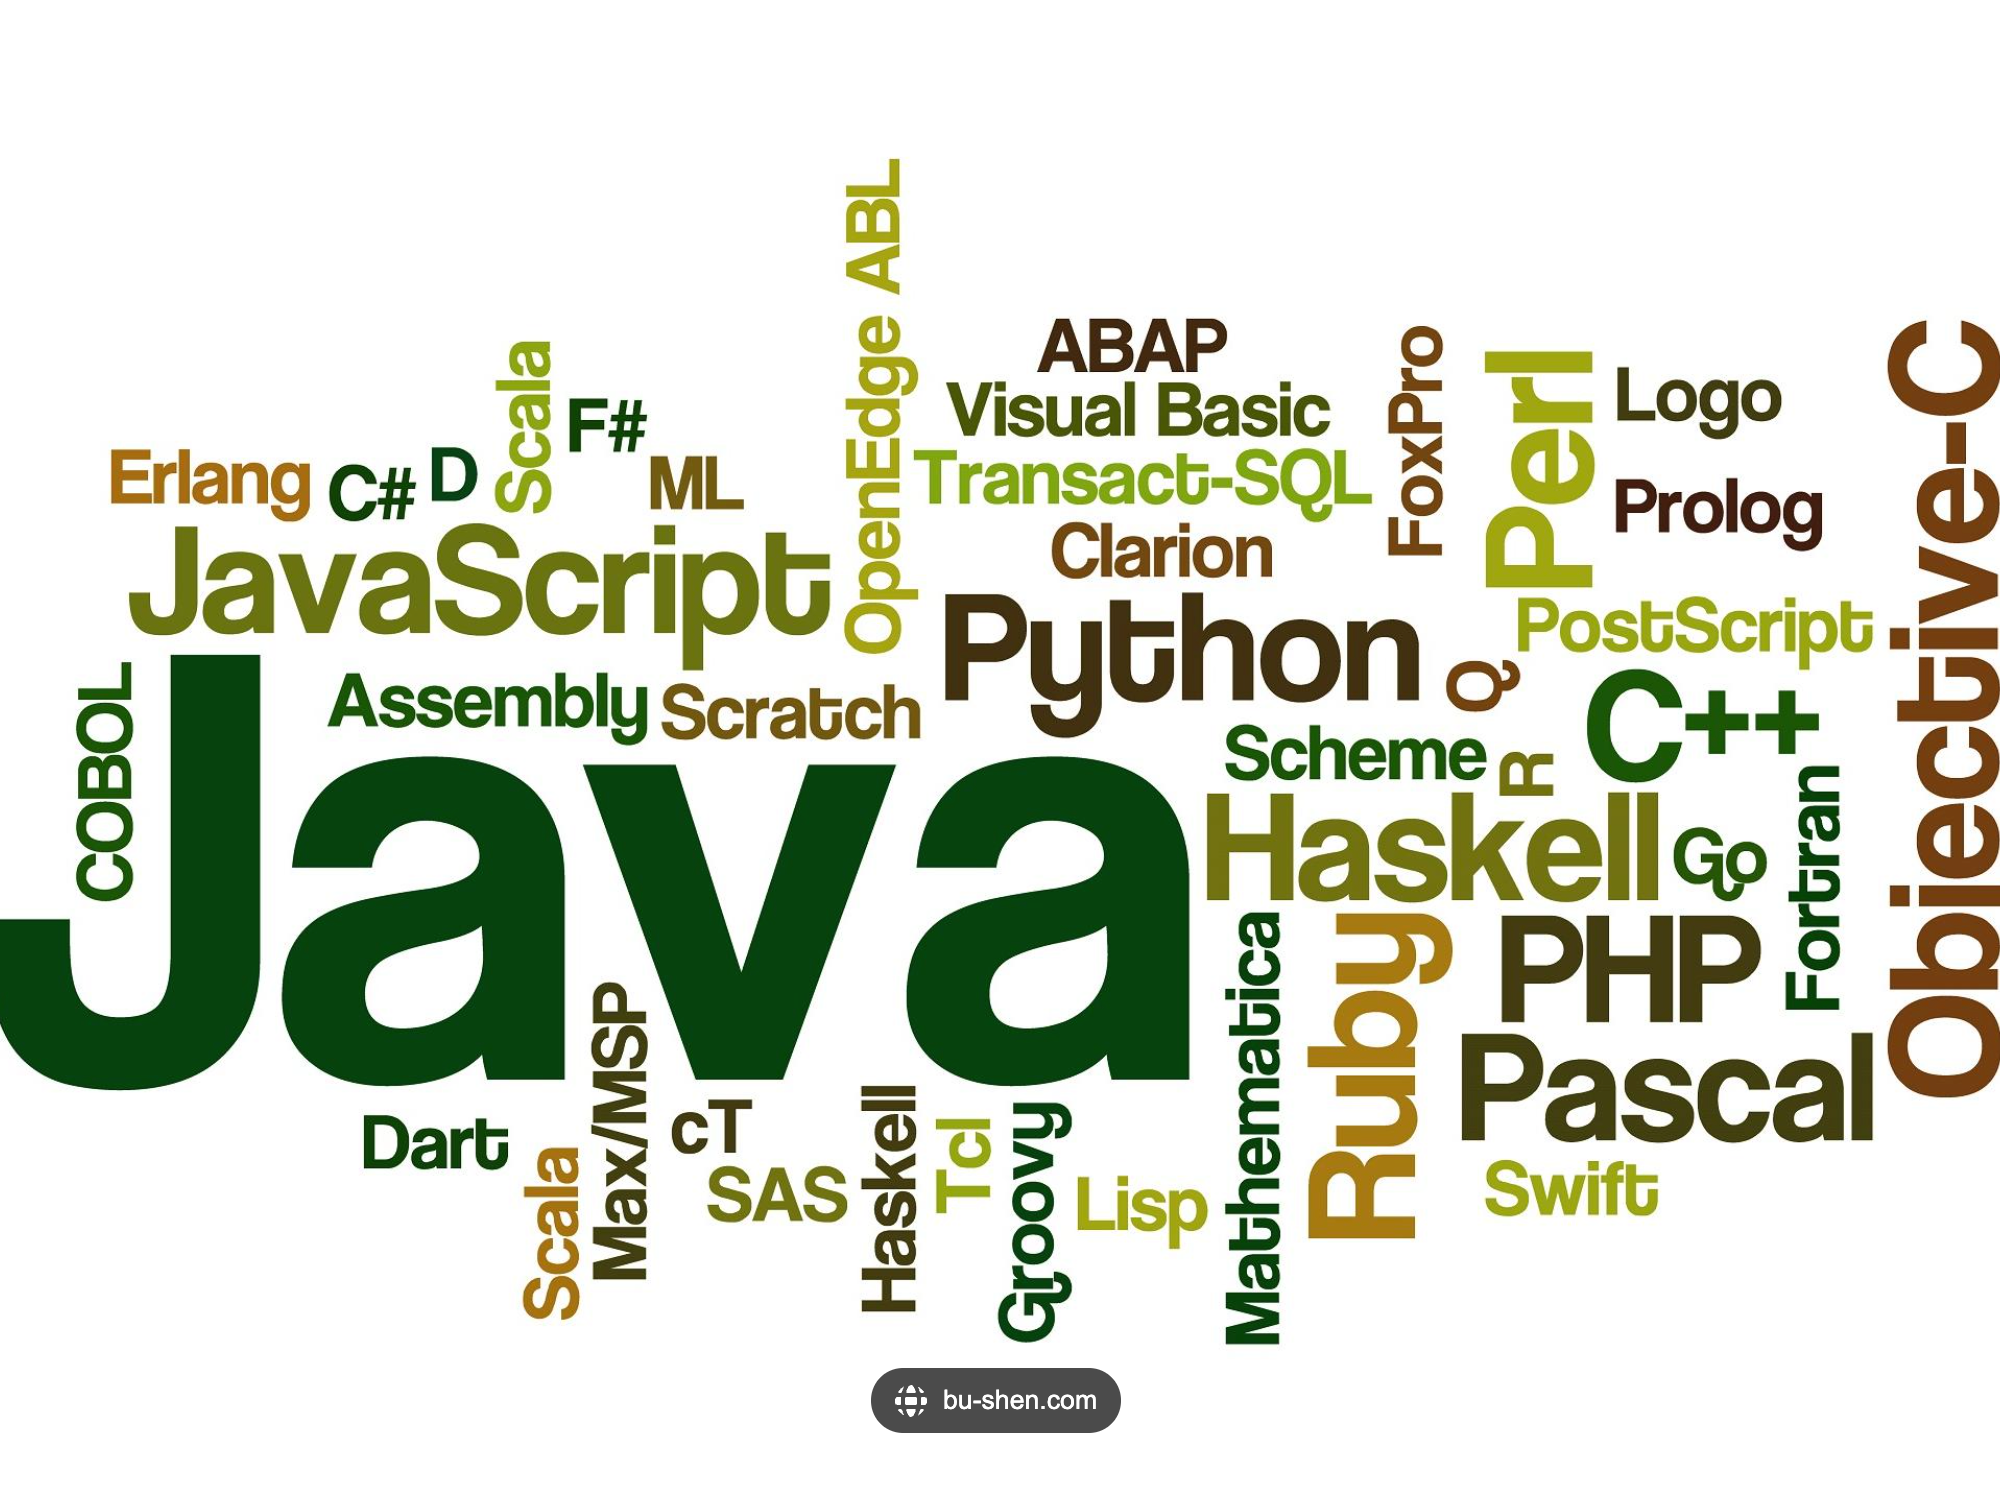 OpenEdge ABL
ABAP
Visual Basic
Transact-SQL
Clarion
FoxPro
Perl
Logo
Prolog
Objective-C
Scala
F#
Erlang
C#
D
ML
JavaScript
Python
PostScript
Q
C++
COBOL
Assembly
Scratch
Scheme
R
Java
Haskell
Go
Fortran
Mathematica
Ruby
PHP
Pascal
Max/MSP
Dart
Scala
cT
SAS
Haskell
Tcl
Groovy
Lisp
Swift
bu-shen.com